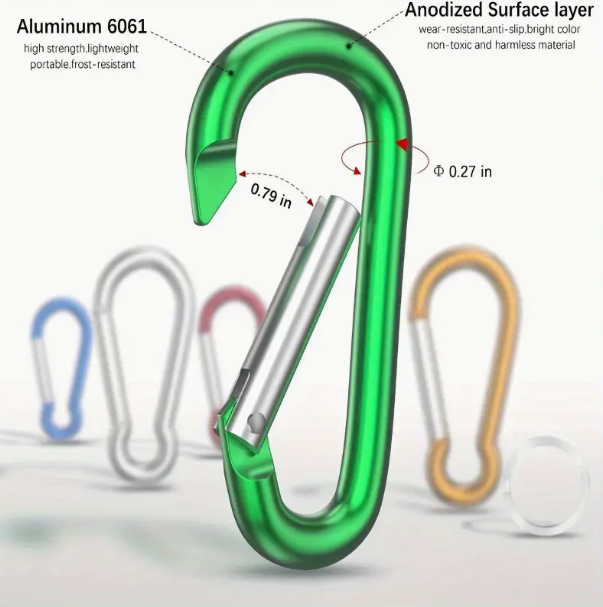 Aluminum 6061
high strength,lightweight
portable,frost-resistant
Anodized Surface layer
wear-resistant,anti-slip,bright color
non-toxic and harmless material
0.79 in
Φ 0.27 in